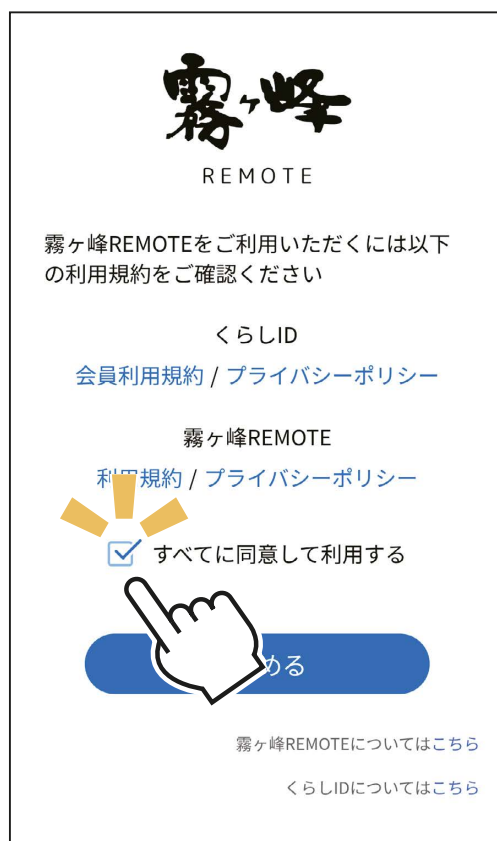 霧ヶ峰
REMOTE
霧ヶ峰REMOTEをご利用いただくには以下
の利用規約をご確認ください
くらしID
会員利用規約 / プライバシーポリシー
霧ヶ峰REMOTE
利用規約 / プライバシーポリシー
すべてに同意して利用する
める
霧ヶ峰REMOTEについてはこちら
くらしIDについてはこちら